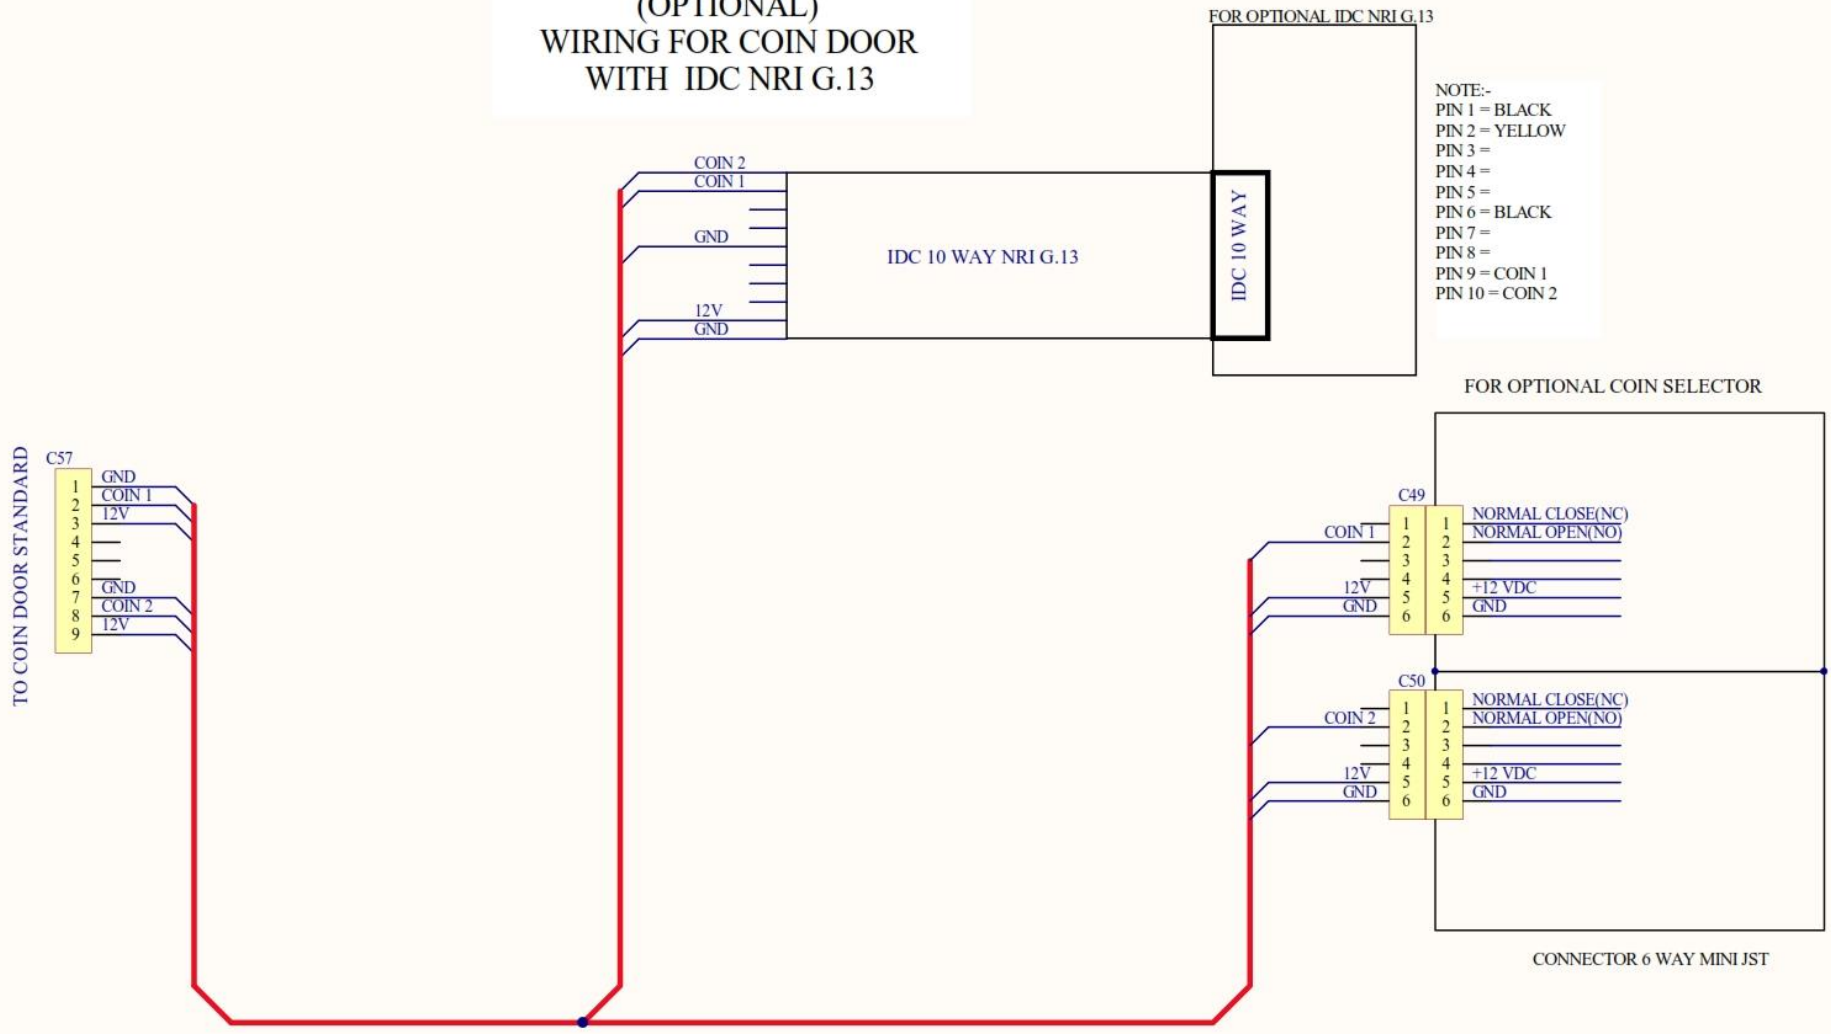 (OPTIONAL)
WIRING FOR COIN DOOR
WITH IDC NRI G.13
FOR OPTIONAL IDC NRI G.13
NOTE:-
PIN 1 = BLACK
PIN 2 = YELLOW
PIN 3 =
PIN 4 =
PIN 5 =
PIN 6 = BLACK
PIN 7 =
PIN 8 =
PIN 9 = COIN 1
PIN 10 = COIN 2
COIN 2
COIN 1
GND
12V
GND
IDC 10 WAY NRI G.13
IDC 10 WAY
TO COIN DOOR STANDARD
C57
1 GND
2 COIN 1
3 12V
4
5
6
7 GND
8 COIN 2
9 12V
FOR OPTIONAL COIN SELECTOR
C49
1 1 NORMAL CLOSE(NC)
COIN 1 2 2 NORMAL OPEN(NO)
3 3
4 4
12V 5 5 +12 VDC
GND 6 6 GND
C50
1 1 NORMAL CLOSE(NC)
COIN 2 2 2 NORMAL OPEN(NO)
3 3
4 4
12V 5 5 +12 VDC
GND 6 6 GND
CONNECTOR 6 WAY MINI JST